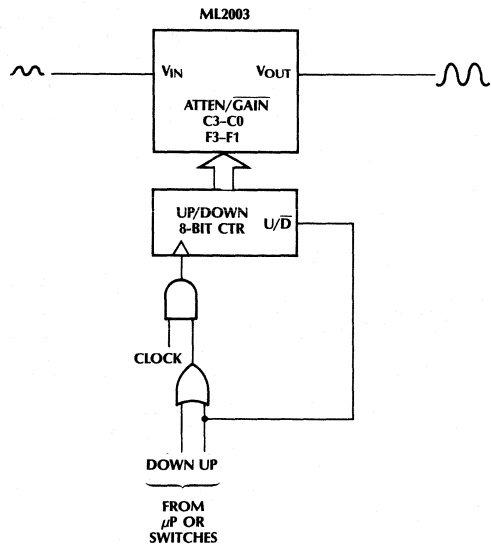 ML2003
VIN VOUT
ATTEN/GAIN
C3–C0
F3–F1
UP/DOWN U/D
8-BIT CTR
CLOCK
DOWN UP
FROM
µP OR
SWITCHES